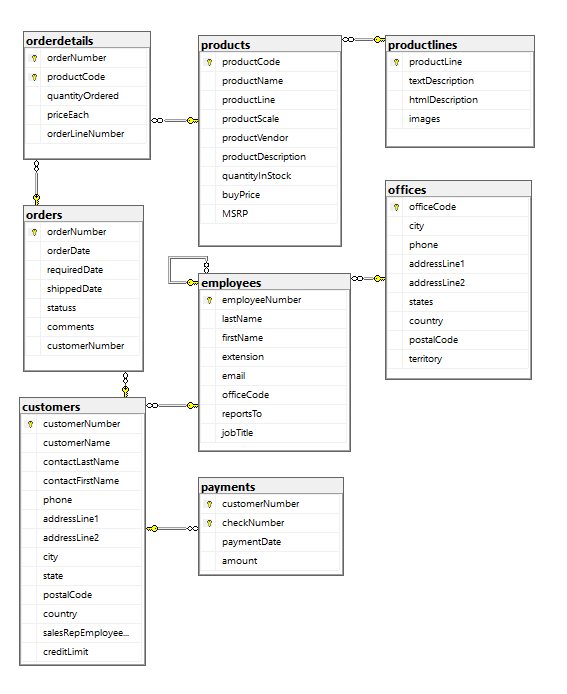 orderdetails
orderNumber
productCode
quantityOrdered
priceEach
orderLineNumber
products
productCode
productName
productLine
productScale
productVendor
productDescription
quantityInStock
buyPrice
MSRP
productlines
productLine
textDescription
htmlDescription
images
orders
orderNumber
orderDate
requiredDate
shippedDate
statuss
comments
customerNumber
employees
employeeNumber
lastName
firstName
extension
email
officeCode
reportsTo
jobTitle
offices
officeCode
city
phone
addressLine1
addressLine2
states
country
postalCode
territory
customers
customerNumber
customerName
contactLastName
contactFirstName
phone
addressLine1
addressLine2
city
state
postalCode
country
salesRepEmployee...
creditLimit
payments
customerNumber
checkNumber
paymentDate
amount